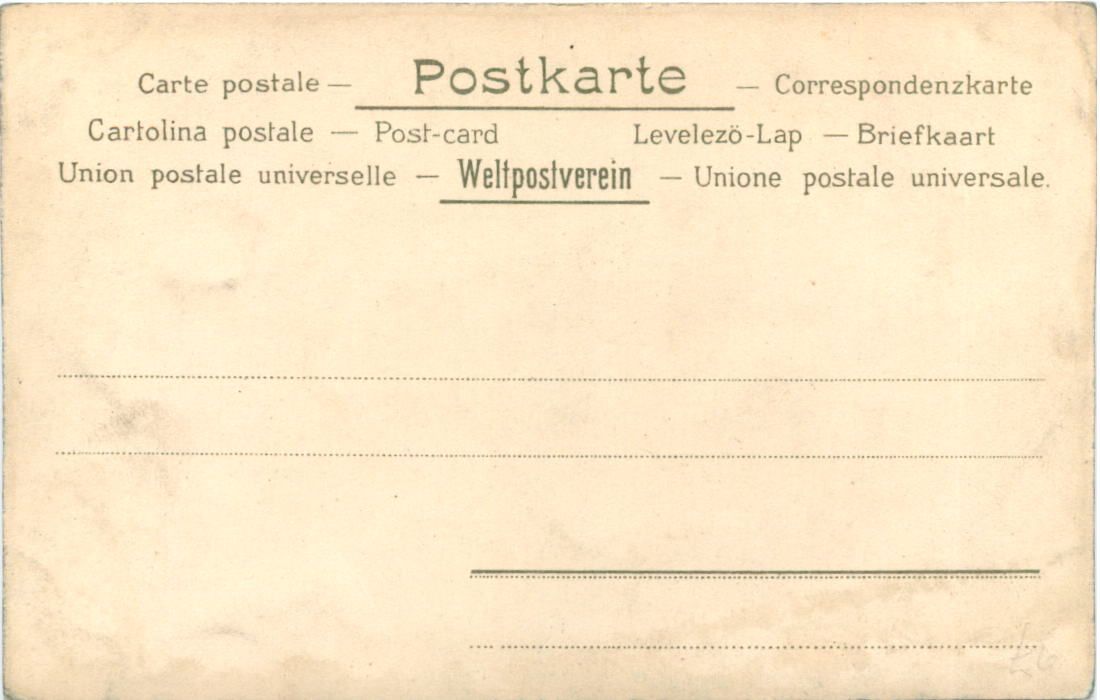 Carte postale — Postkarte — Correspondenzkarte
Cartolina postale — Post-card Levelezö-Lap — Briefkaart
Union postale universelle — Weltpostverein — Unione postale universale.